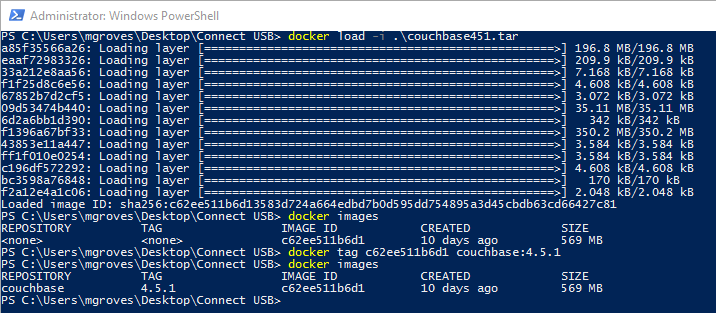 Administrator: Windows PowerShell
PS C:\Users\mgroves\Desktop\Connect USB> docker load -i .\couchbase451.tar
a85f35566a26: Loading layer [==================================================>] 196.8 MB/196.8 MB
eaaf72983326: Loading layer [==================================================>] 209.9 kB/209.9 kB
33a212e8aa56: Loading layer [==================================================>] 7.168 kB/7.168 kB
f1f25d8c6e56: Loading layer [==================================================>] 4.608 kB/4.608 kB
67852b7d2cf5: Loading layer [==================================================>] 3.072 kB/3.072 kB
09d53474b440: Loading layer [==================================================>] 35.11 MB/35.11 MB
6d2a6bb1d390: Loading layer [==================================================>] 342 kB/342 kB
f1396a67bf33: Loading layer [==================================================>] 350.2 MB/350.2 MB
43853e11a447: Loading layer [==================================================>] 3.584 kB/3.584 kB
ff1f010e0254: Loading layer [==================================================>] 3.584 kB/3.584 kB
c196df572292: Loading layer [==================================================>] 4.608 kB/4.608 kB
bc3598a76848: Loading layer [==================================================>] 170 kB/170 kB
f2a12e4a1c06: Loading layer [==================================================>] 2.048 kB/2.048 kB
Loaded image ID: sha256:c62ee511b6d13583d724a664edbd7b0d595dd754895a3d45cbdb63cd66427c81
PS C:\Users\mgroves\Desktop\Connect USB> docker images
REPOSITORY TAG IMAGE ID CREATED SIZE
<none> <none> c62ee511b6d1 10 days ago 569 MB
PS C:\Users\mgroves\Desktop\Connect USB> docker tag c62ee511b6d1 couchbase:4.5.1
PS C:\Users\mgroves\Desktop\Connect USB> docker images
REPOSITORY TAG IMAGE ID CREATED SIZE
couchbase 4.5.1 c62ee511b6d1 10 days ago 569 MB
PS C:\Users\mgroves\Desktop\Connect USB>